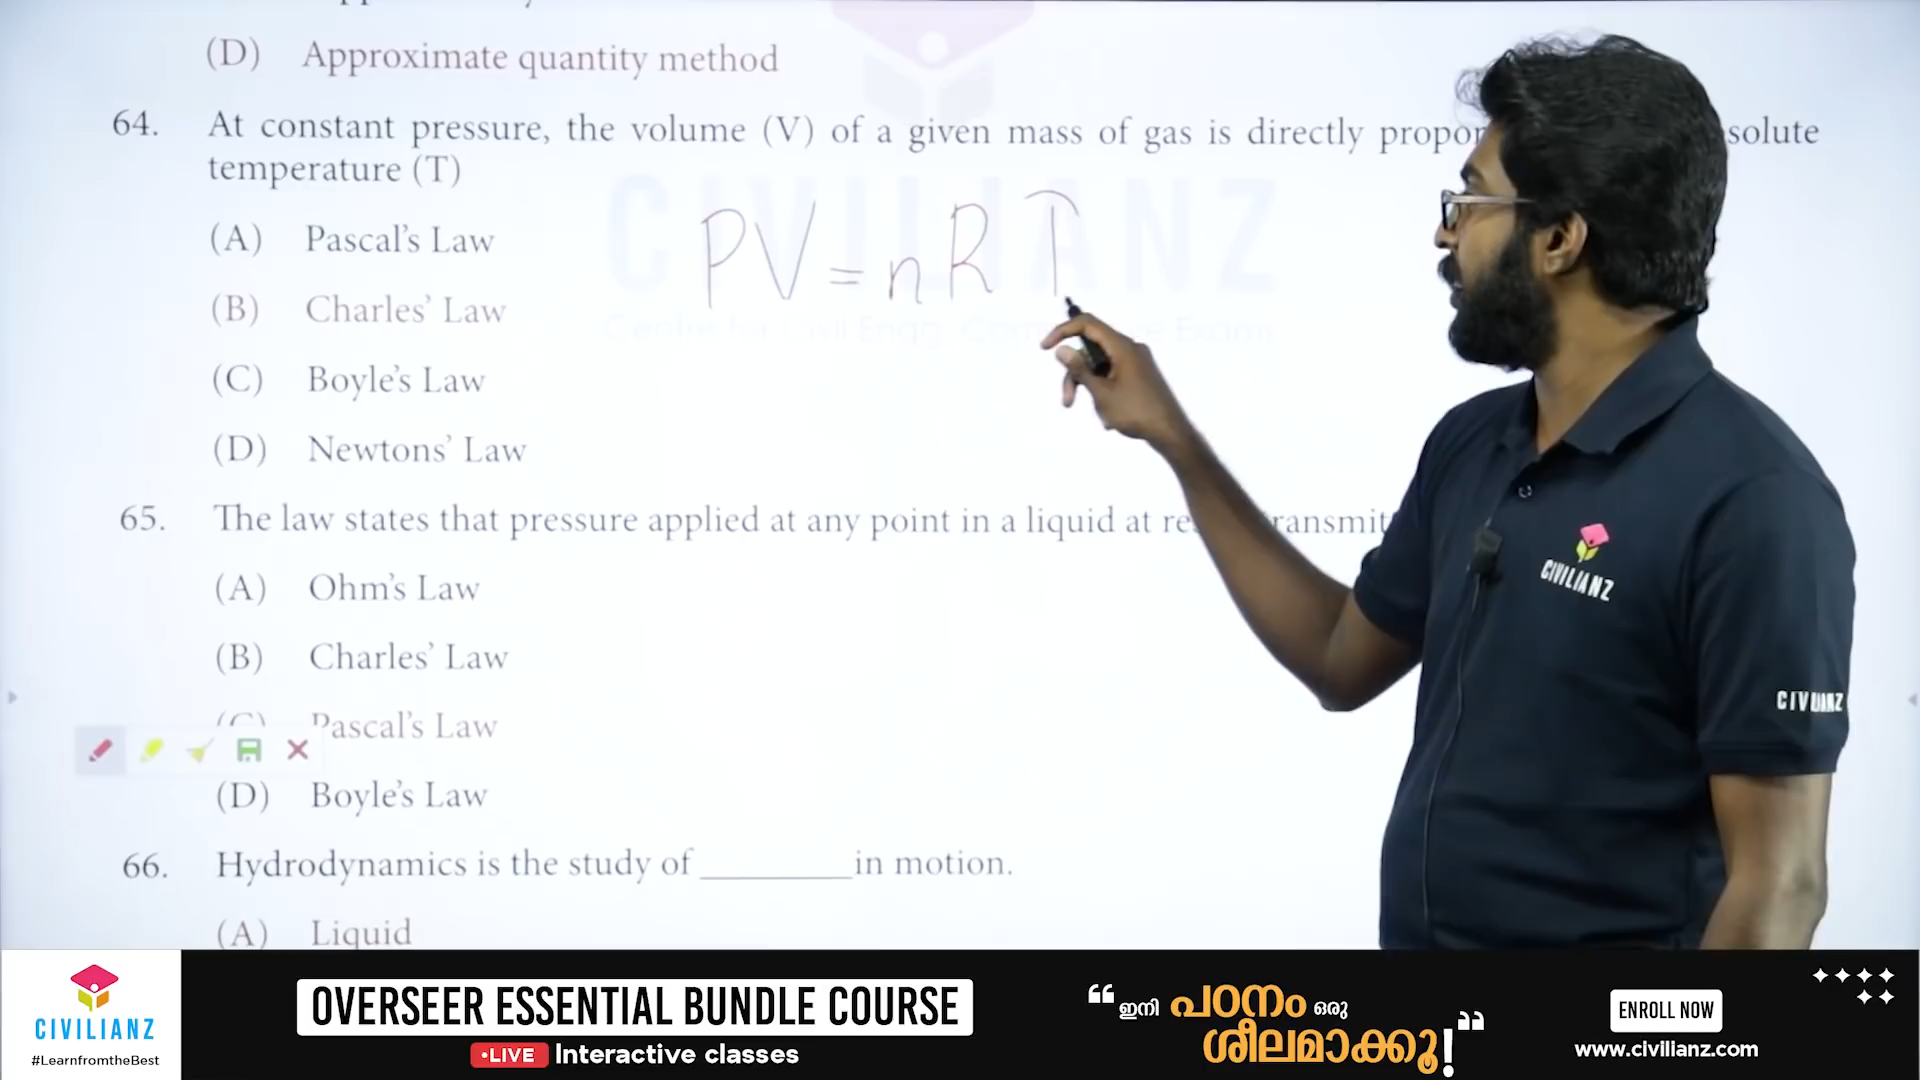 (D) Approximate quantity method
64. At constant pressure, the volume (V) of a given mass of gas is directly propor solute
temperature (T)
CIVILIANZ
PV = nRT
(A) Pascal's Law
(B) Charles' Law
(C) Boyle's Law
(D) Newtons' Law
65. The law states that pressure applied at any point in a liquid at re ransmit
(A) Ohm's Law
(B) Charles' Law
(C) Pascal's Law
(D) Boyle's Law
66. Hydrodynamics is the study of ________ in motion.
(A) Liquid
CIVILIANZ
CIVILIANZ
CIVILIANZ
#LearnfromtheBest
OVERSEER ESSENTIAL BUNDLE COURSE
•LIVE Interactive classes
“ഇനി പഠനം ഒരു
ശീലമാക്കൂ!”
ENROLL NOW
www.civilianz.com